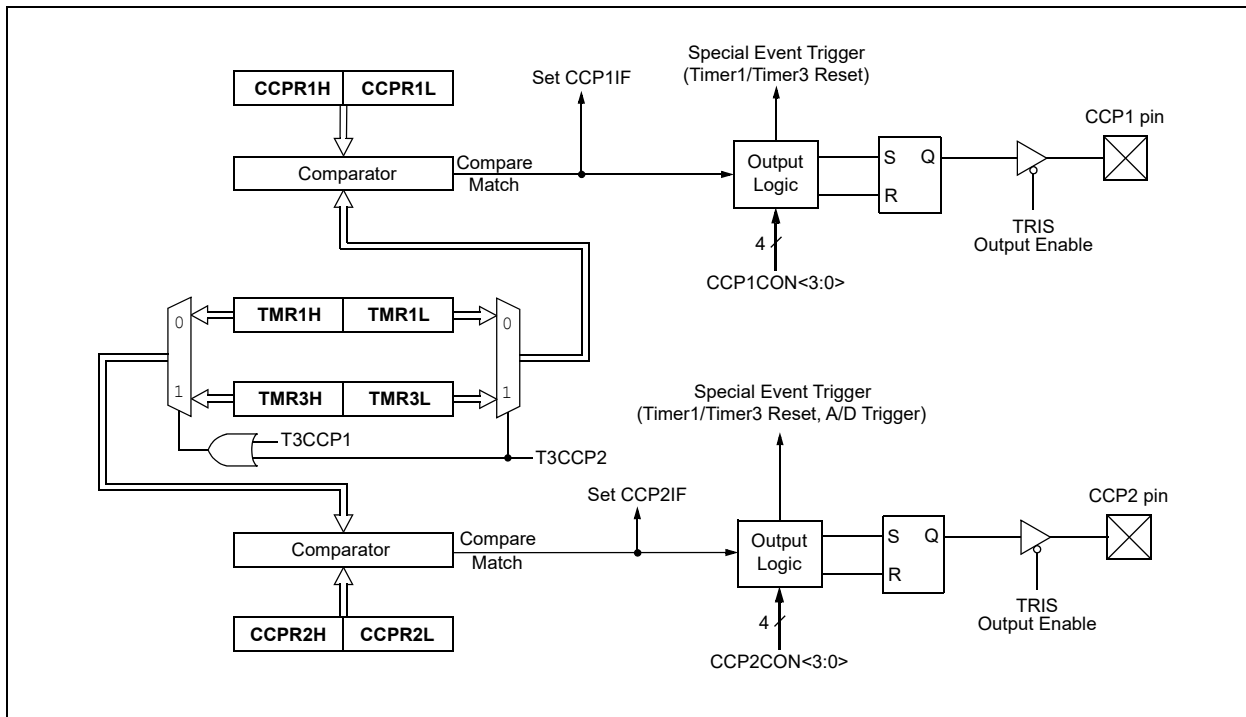 Special Event Trigger
(Timer1/Timer3 Reset)
Set CCP1IF
CCPR1H CCPR1L
CCP1 pin
Comparator
Compare
Match
Output
Logic
S Q
R
TRIS
Output Enable
4
CCP1CON<3:0>
0 TMR1H TMR1L 0
1 TMR3H TMR3L 1
T3CCP1
T3CCP2
Special Event Trigger
(Timer1/Timer3 Reset, A/D Trigger)
Set CCP2IF
CCP2 pin
Comparator
Compare
Match
Output
Logic
S Q
R
TRIS
Output Enable
4
CCPR2H CCPR2L
CCP2CON<3:0>